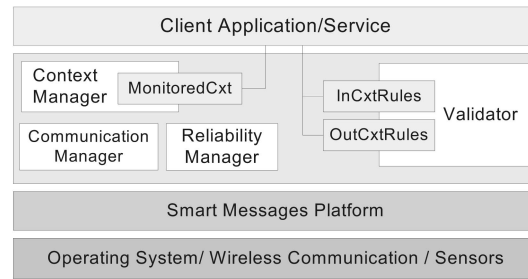 Client Application/Service
Context
Manager
MonitoredCxt
InCxtRules
Validator
OutCxtRules
Communication
Manager
Reliability
Manager
Smart Messages Platform
Operating System/ Wireless Communication / Sensors